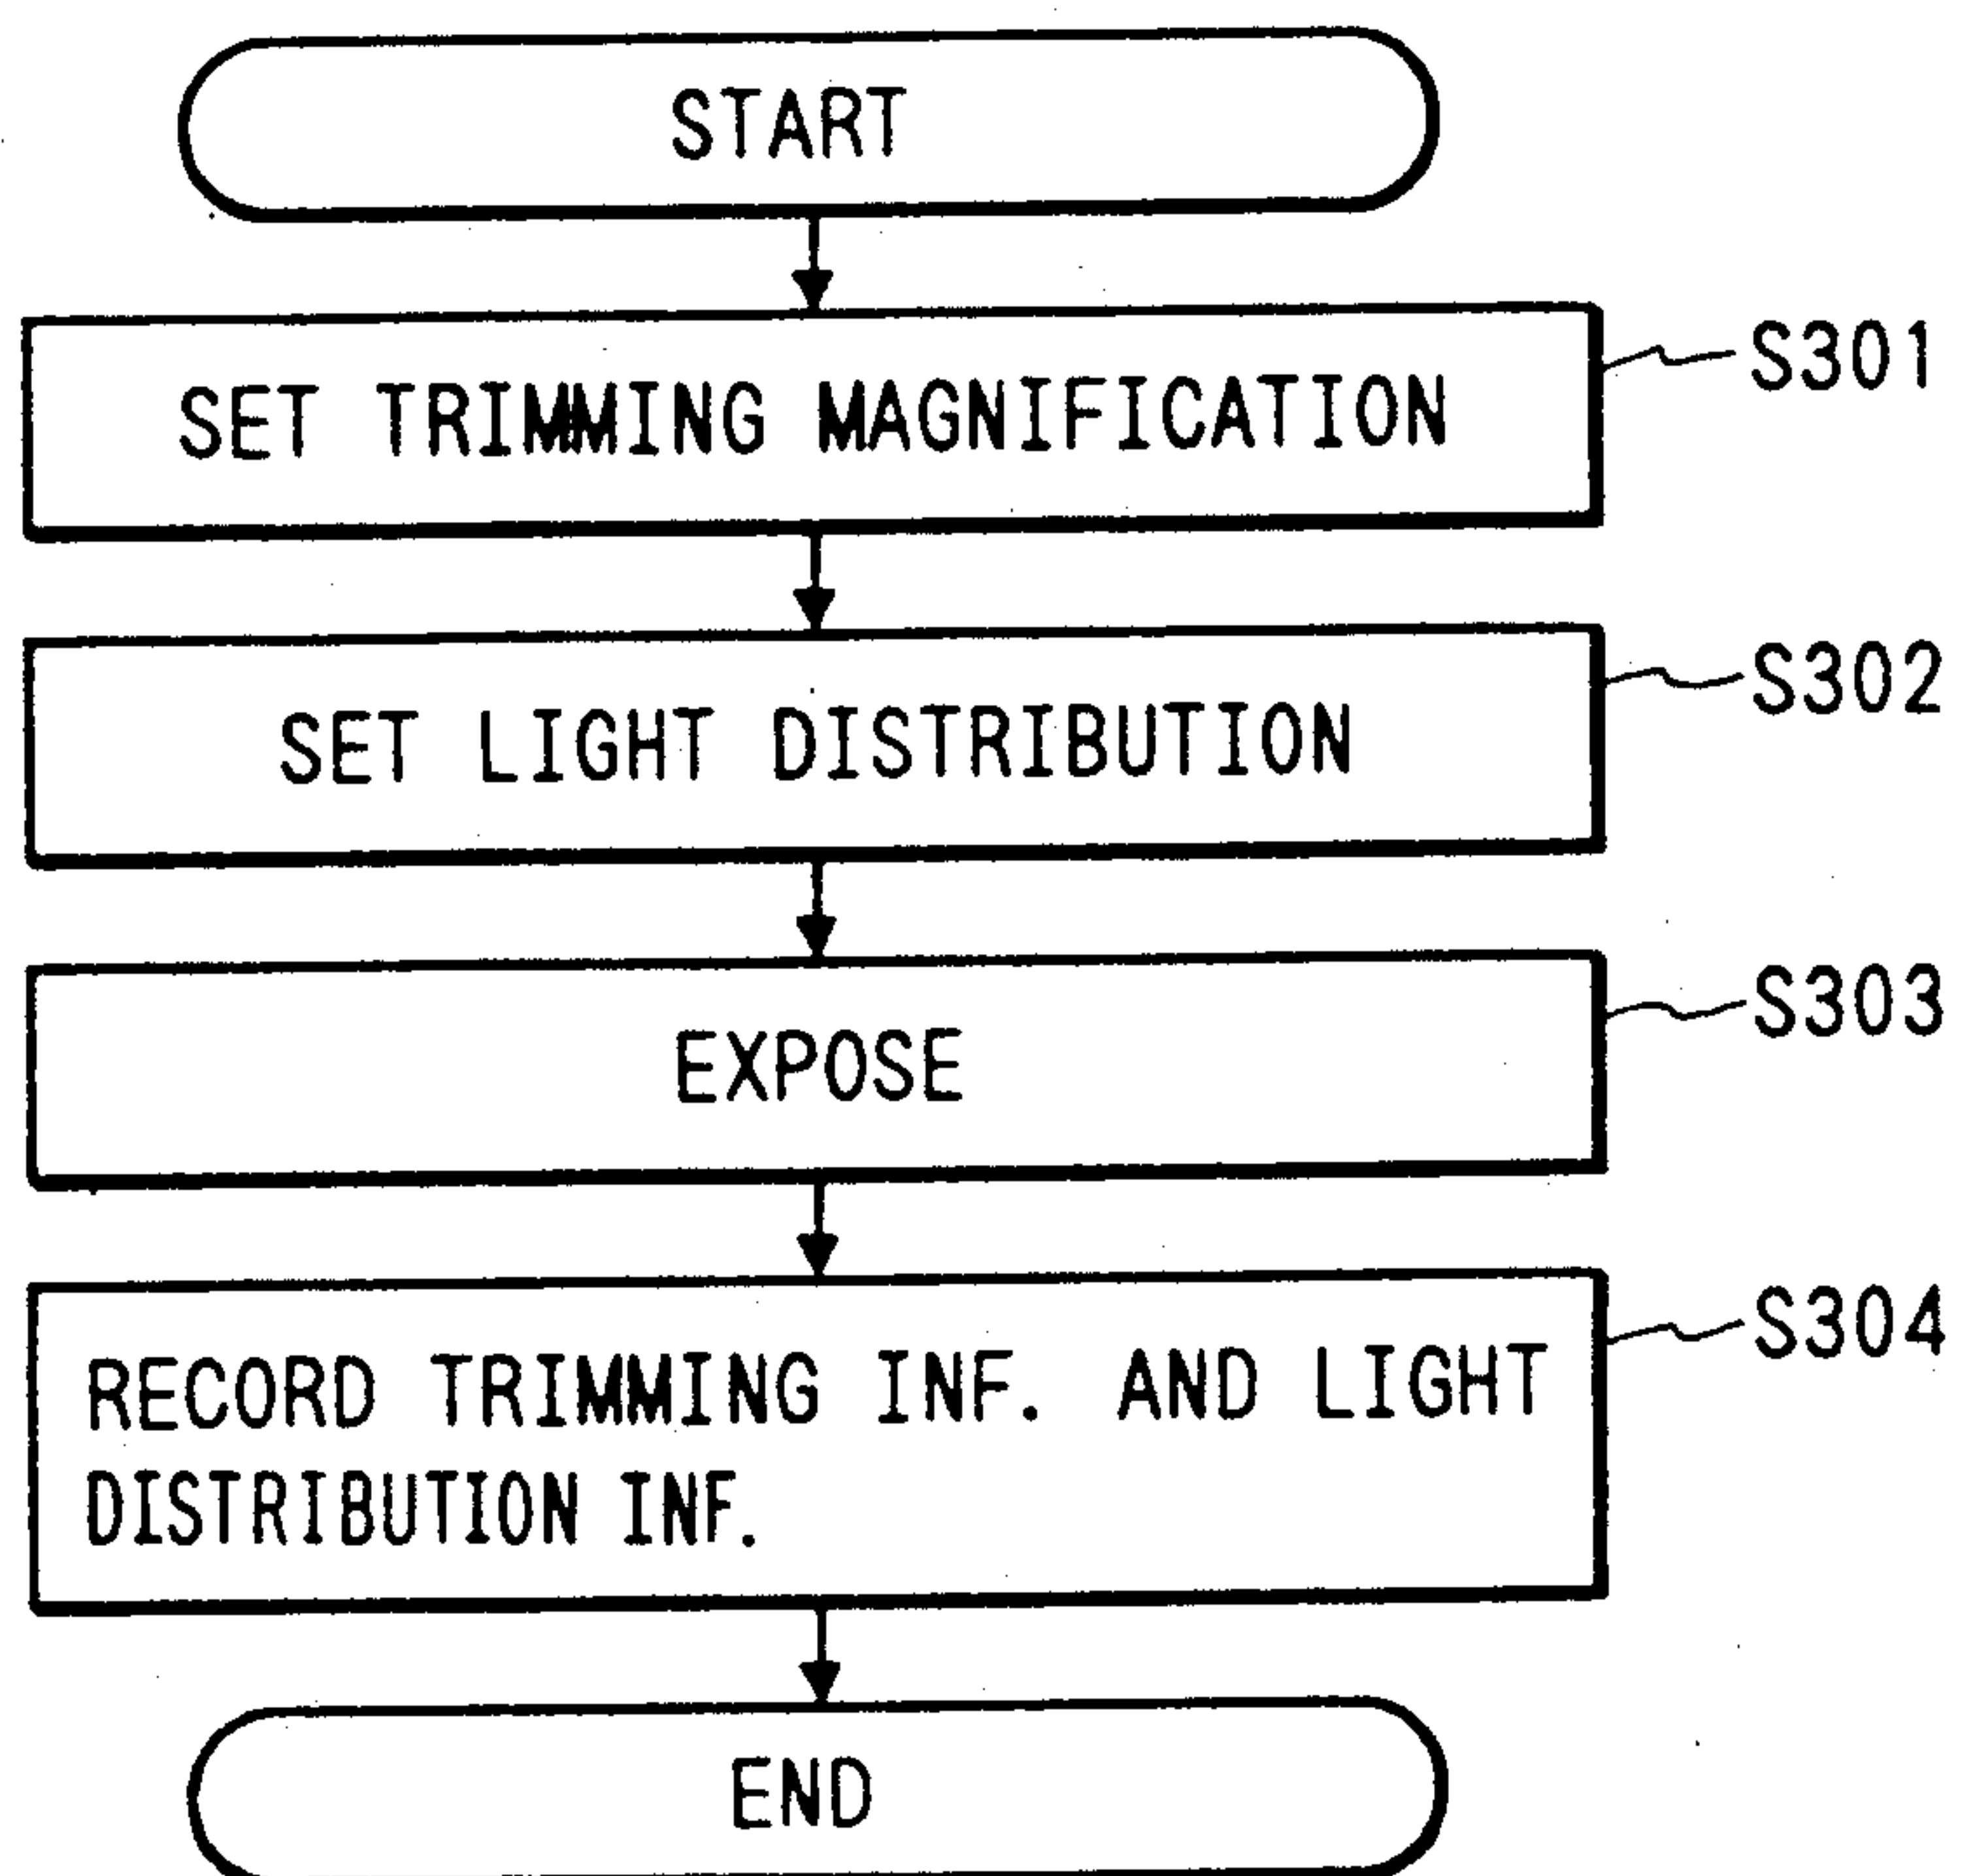 START
SET TRIMMING MAGNIFICATION
S301
SET LIGHT DISTRIBUTION
S302
EXPOSE
S303
RECORD TRIMMING INF. AND LIGHT
DISTRIBUTION INF.
S304
END